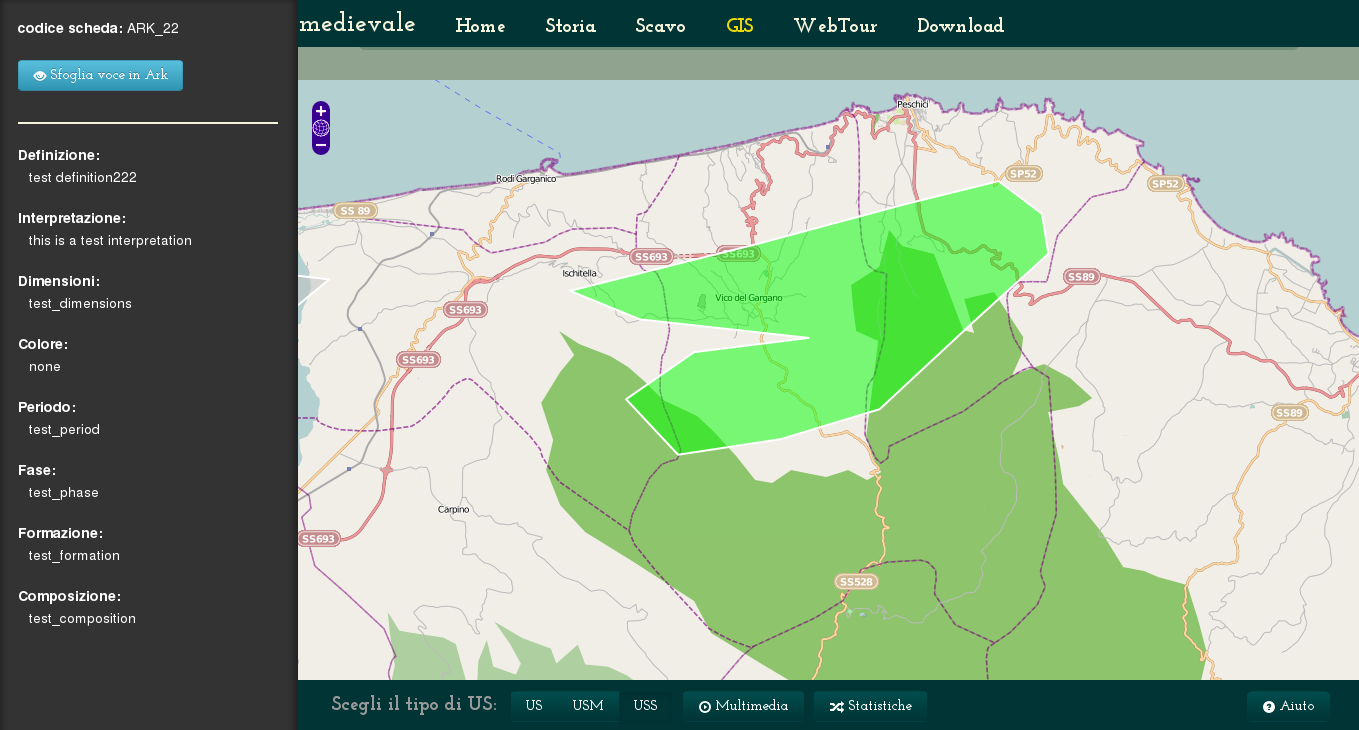 codice scheda: ARK_22
Sfoglia voce in Ark
Definizione:
test definition222
Interpretazione:
this is a test interpretation
Dimensioni:
test_dimensions
Colore:
none
Periodo:
test_period
Fase:
test_phase
Formazione:
test_formation
Composizione:
test_composition
medievale Home Storia Scavo GIS WebTour Download
+
−
Peschici
Rodi Garganico
SP52
SP52
SS 89
SS693
SS693
Ischitella
SS89
Vico del Gargano
SS693
SS693
SS89
Carpino
SS693
SS528
Scegli il tipo di US: US USM USS Multimedia Statistiche Aiuto